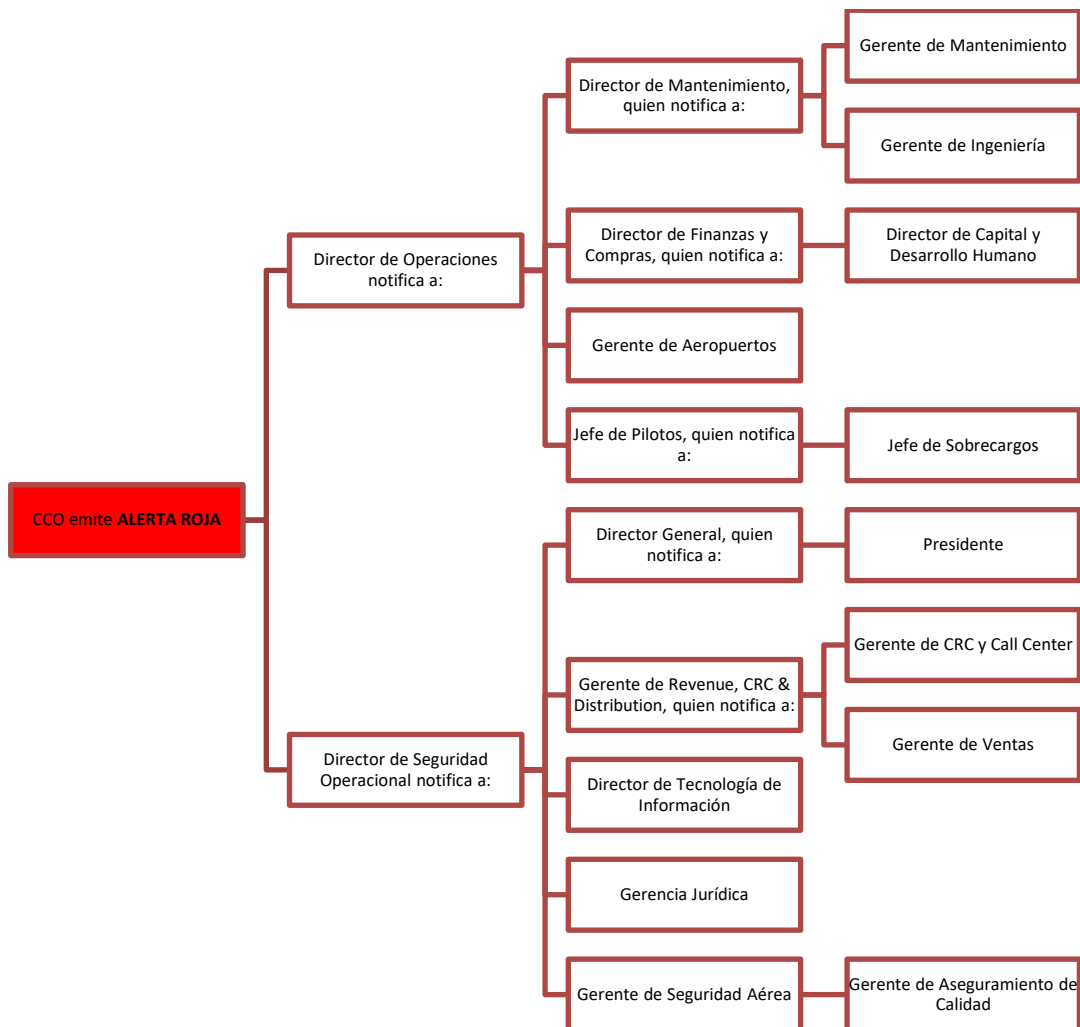 CCO emite ALERTA ROJA
Director de Operaciones
notifica a:
Director de Mantenimiento,
quien notifica a:
Gerente de Mantenimiento
Gerente de Ingeniería
Director de Finanzas y
Compras, quien notifica a:
Director de Capital y
Desarrollo Humano
Gerente de Aeropuertos
Jefe de Pilotos, quien notifica
a:
Jefe de Sobrecargos
Director de Seguridad
Operacional notifica a:
Director General, quien
notifica a:
Presidente
Gerente de Revenue, CRC &
Distribution, quien notifica a:
Gerente de CRC y Call Center
Gerente de Ventas
Director de Tecnología de
Información
Gerencia Jurídica
Gerente de Seguridad Aérea
Gerente de Aseguramiento de
Calidad